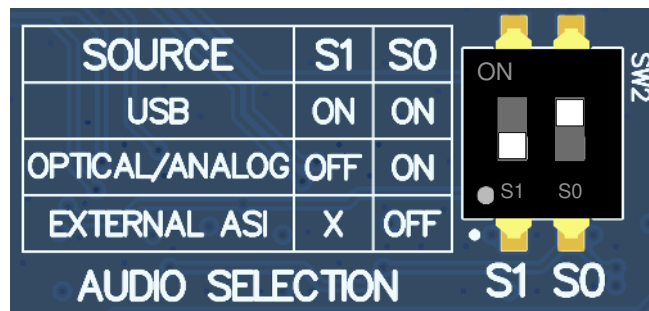 SOURCE S1 S0
USB ON ON
OPTICAL/ANALOG OFF ON
EXTERNAL ASI X OFF
AUDIO SELECTION
ON
S1 S0
SW2
S1 S0